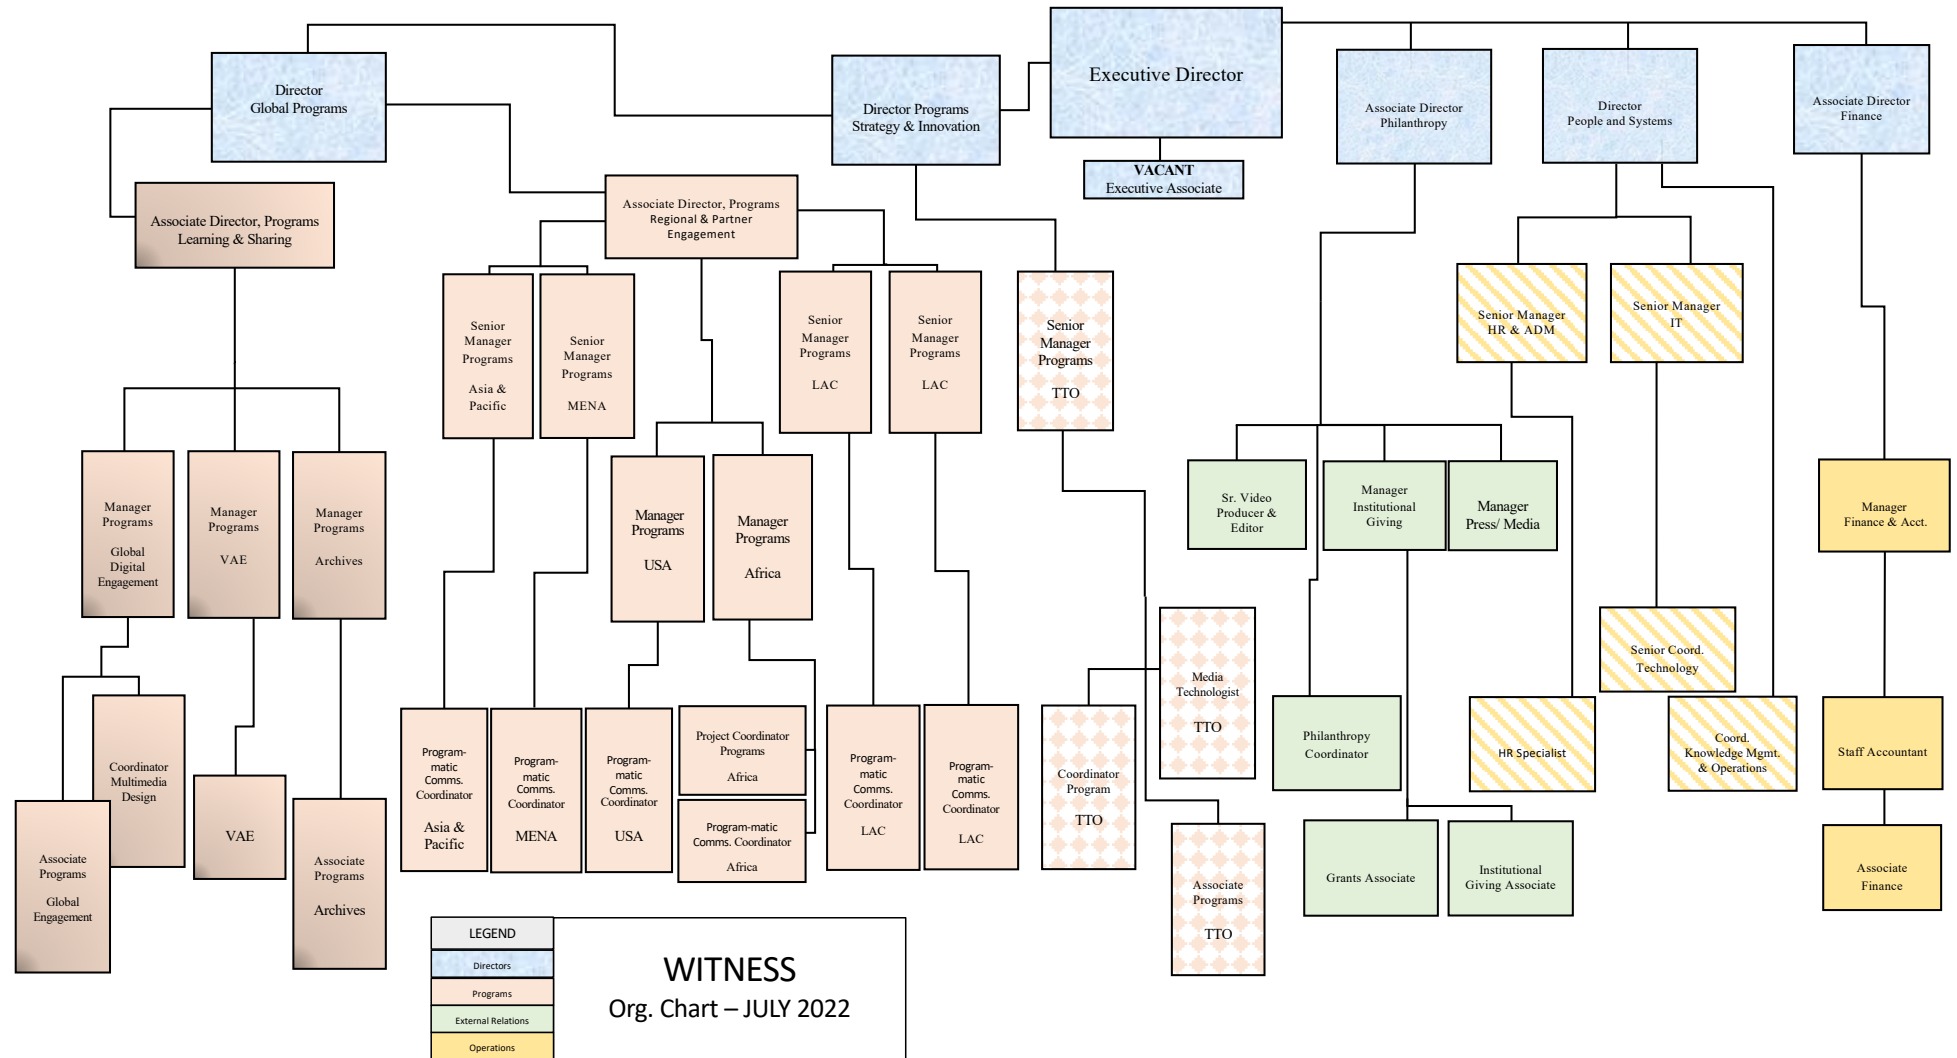 Executive Director
Director
Global Programs
Director Programs
Strategy & Innovation
Associate Director
Philanthropy
Director
People and Systems
Associate Director
Finance
VACANT
Executive Associate
Associate Director, Programs
Learning & Sharing
Associate Director, Programs
Regional & Partner
Engagement
Senior
Manager
Programs
Asia &
Pacific
Senior
Manager
Programs
MENA
Senior
Manager
Programs
LAC
Senior
Manager
Programs
LAC
Senior
Manager
Programs
TTO
Senior Manager
HR & ADM
Senior Manager
IT
Manager
Programs
Global
Digital
Engagement
Manager
Programs
VAE
Manager
Programs
Archives
Manager
Programs
USA
Manager
Programs
Africa
Sr. Video
Producer &
Editor
Manager
Institutional
Giving
Manager
Press/ Media
Manager
Finance & Acct.
Coordinator
Multimedia
Design
Associate
Programs
Global
Engagement
VAE
Associate
Programs
Archives
Program-
matic
Comms.
Coordinator
Asia &
Pacific
Program-
matic
Comms.
Coordinator
MENA
Program-
matic
Comms.
Coordinator
USA
Project Coordinator
Programs
Africa
Program-matic
Comms. Coordinator
Africa
Program-
matic
Comms.
Coordinator
LAC
Program-
matic
Comms.
Coordinator
LAC
Coordinator
Program
TTO
Media
Technologist
TTO
Associate
Programs
TTO
Philanthropy
Coordinator
Grants Associate
Institutional
Giving Associate
HR Specialist
Senior Coord.
Technology
Coord.
Knowledge Mgmt.
& Operations
Staff Accountant
Associate
Finance
LEGEND
Directors
Programs
External Relations
Operations
WITNESS
Org. Chart – JULY 2022